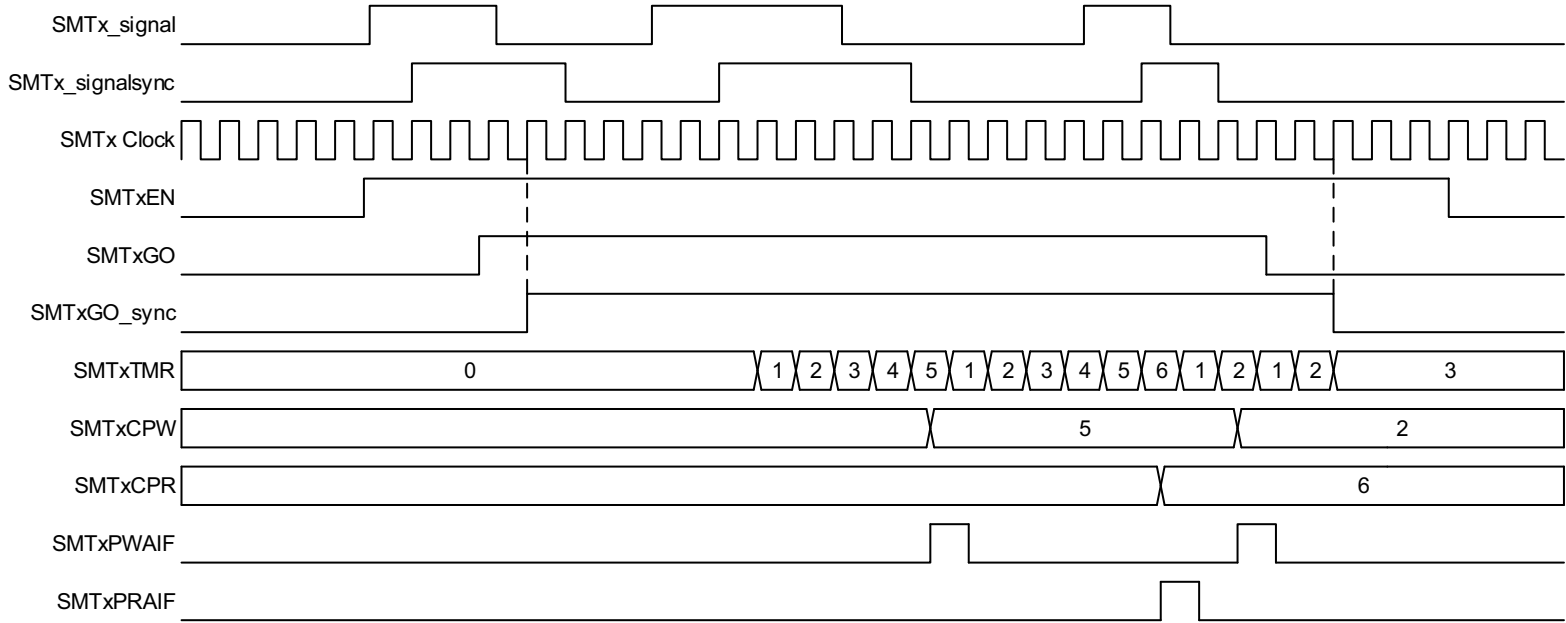 SMTx_signal
SMTx_signalsync
SMTx Clock
SMTxEN
SMTxGO
SMTxGO_sync
SMTxTMR 0 1 2 3 4 5 1 2 3 4 5 6 1 2 1 2 3
SMTxCPW 5 2
SMTxCPR 6
SMTxPWAIF
SMTxPRAIF